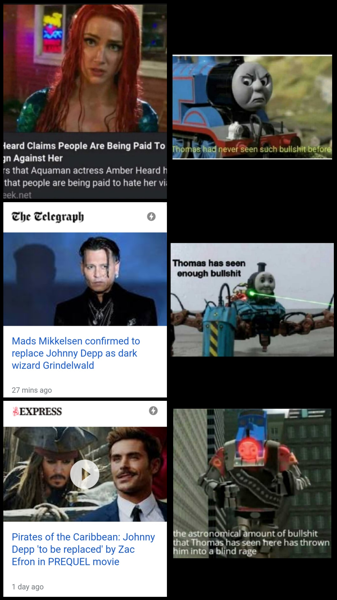 Heard Claims People Are Being Paid To
gn Against Her
rs that Aquaman actress Amber Heard h
that people are being paid to hate her via
eek.net
Thomas had never seen such bullshit before
The Telegraph
Mads Mikkelsen confirmed to
replace Johnny Depp as dark
wizard Grindelwald
27 mins ago
Thomas has seen
enough bullshit
EXPRESS
Pirates of the Caribbean: Johnny
Depp 'to be replaced' by Zac
Efron in PREQUEL movie
1 day ago
the astronomical amount of bullshit
that Thomas has seen here has thrown
him into a blind rage